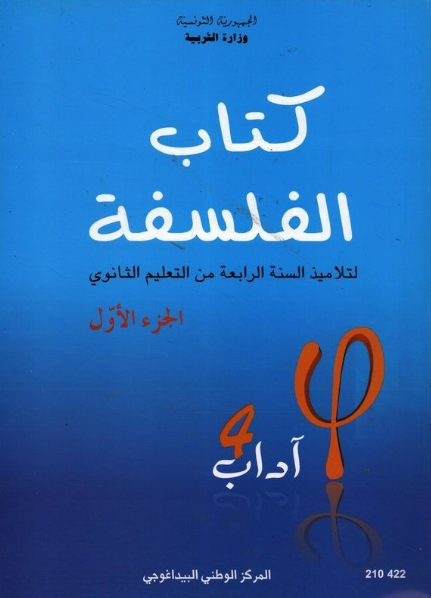 الجمهورية التونسية
وزارة التربية
كتاب
الفلسفة
لتلاميذ السنة الرابعة من التعليم الثانوي
الجزء الأوّل
φ
4
آداب
المركز الوطني البيداغوجي
210 422